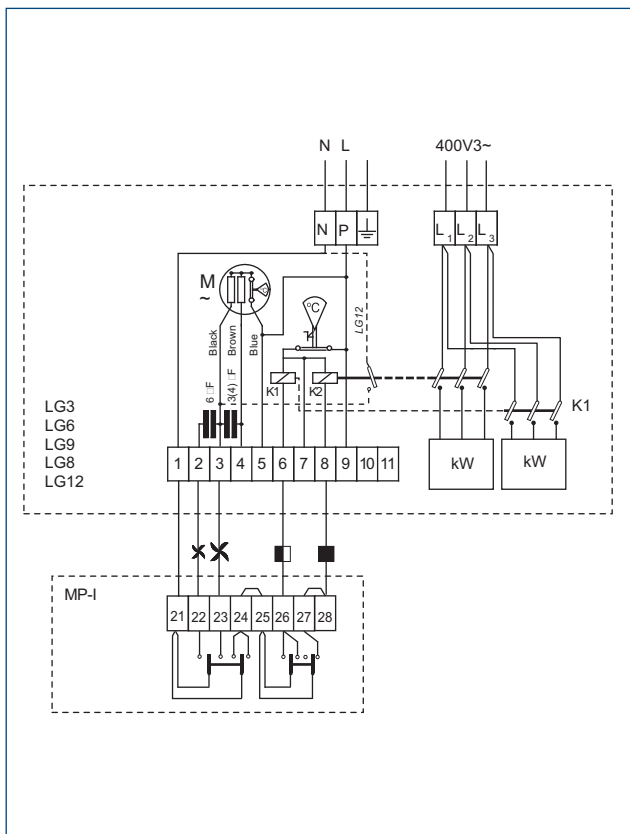 N L 400V3~
N P L1 L2 L3
M
~
°C
LG12
Black
Brown
Blue
6 □F
3(4) □F
K1 K2
K1
LG3
LG6
LG9
LG8
LG12
kW kW
1 2 3 4 5 6 7 8 9 10 11
MP-I
21 22 23 24 25 26 27 28